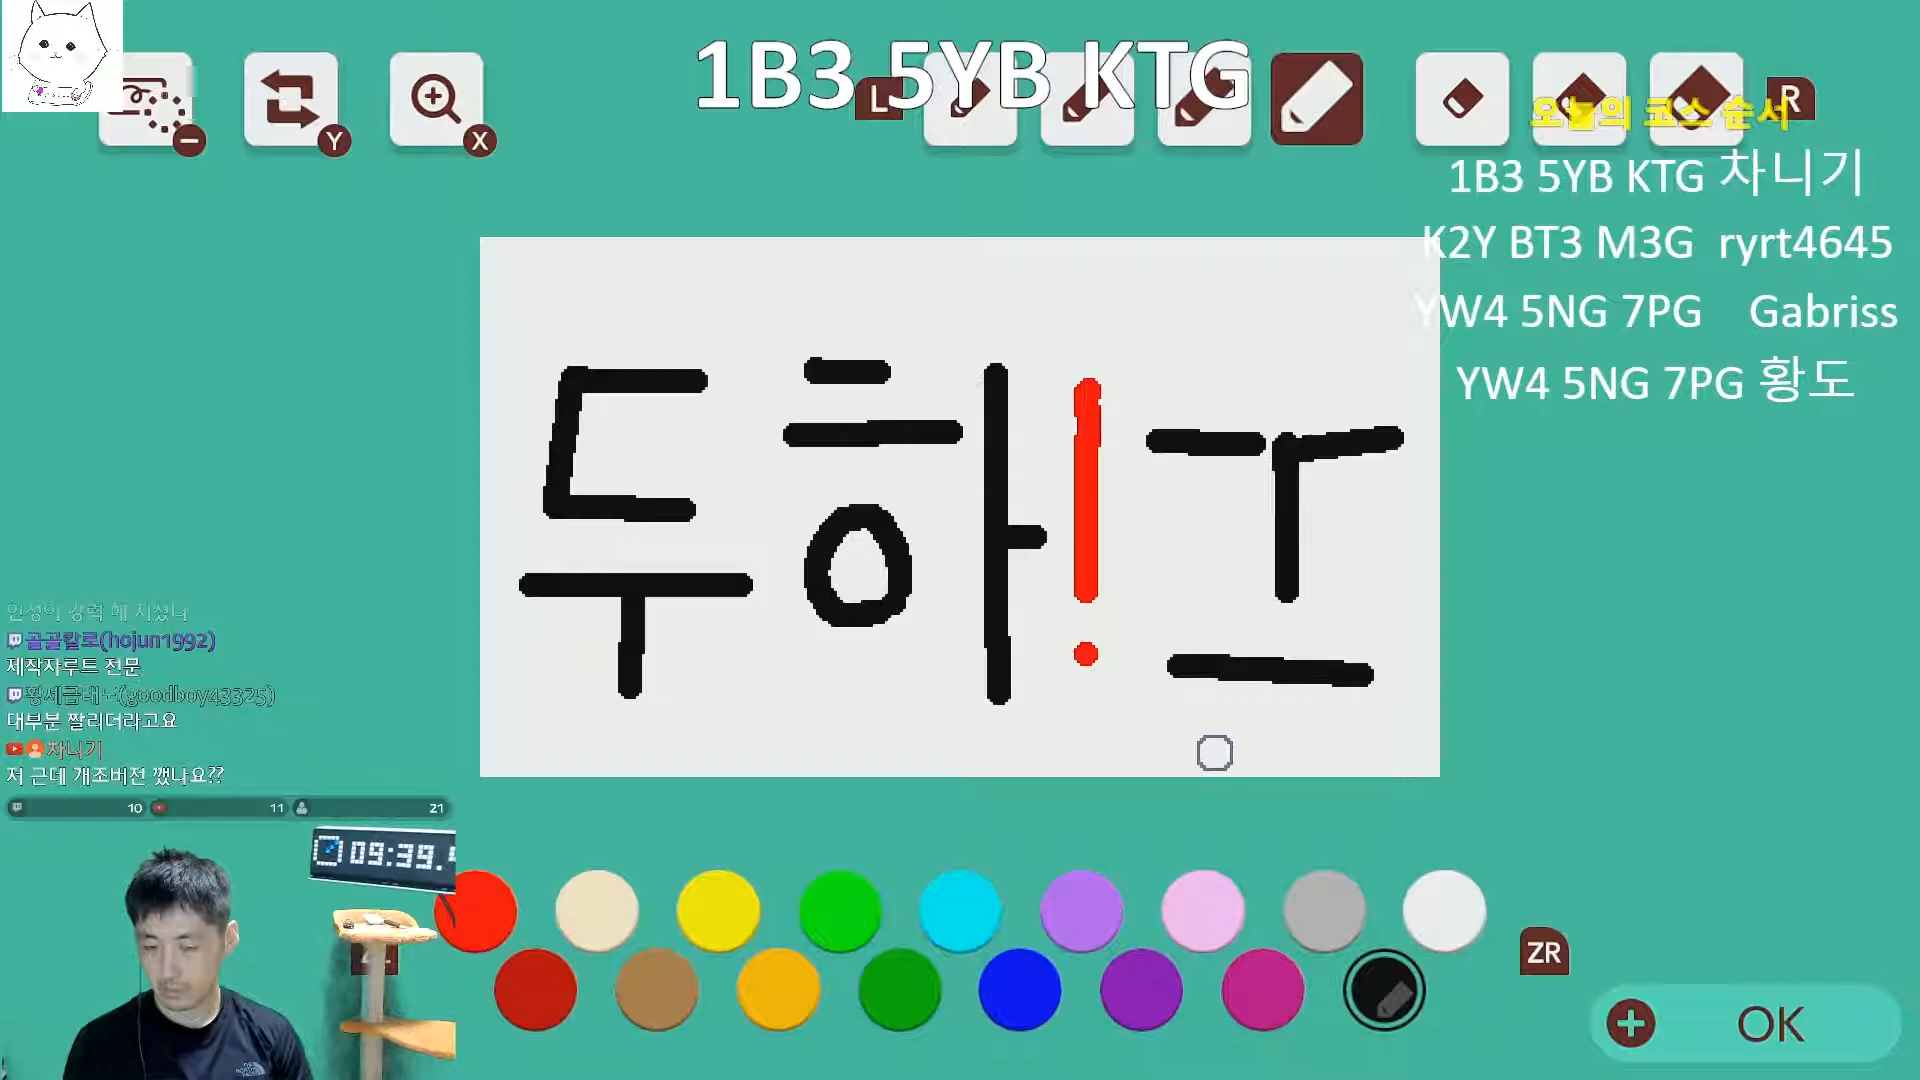 1B3 5YB KTG
L
R
Y
X
오늘의 코스 순서
1B3 5YB KTG 차니기
K2Y BT3 M3G ryrt4645
YW4 5NG 7PG Gabriss
YW4 5NG 7PG 황도
두하!
골골칼로(hojun1992)
제작자루트 전문
(goodboy43325)
대부분 짤리더라고요
차니기
저 근데 개조버전 깼나요??
10 11 21
09:39.
ZR
OK